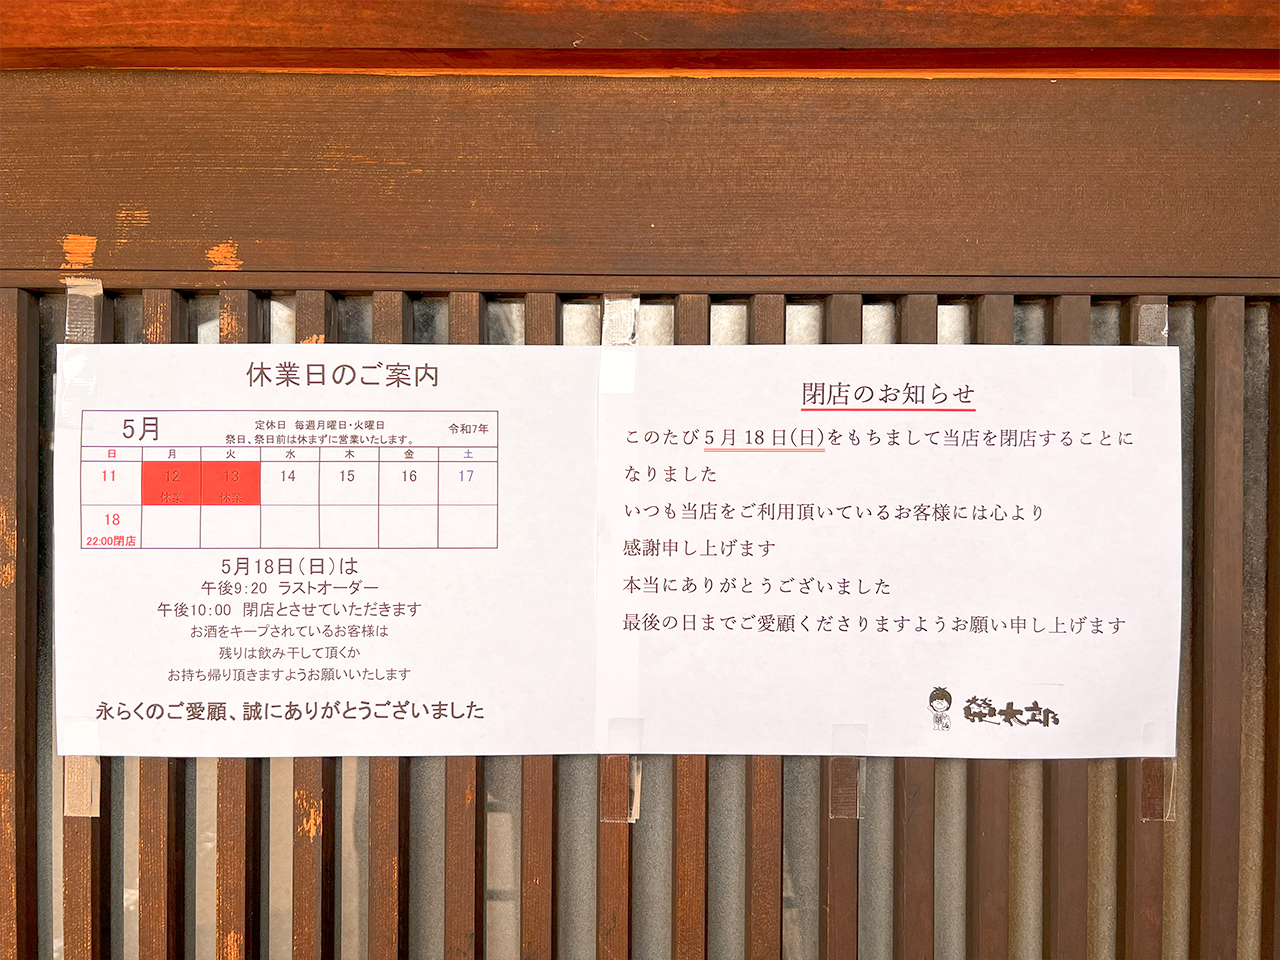 休業日のご案内
5月
定休日 毎週月曜日・火曜日
祭日、祭日前は休まずに営業いたします。
令和7年
日 月 火 水 木 金 土
11 12 13 14 15 16 17
休業 休業
18
22:00閉店
5月18日(日)は
午後9:20 ラストオーダー
午後10:00 閉店とさせていただきます
お酒をキープされているお客様は
残りは飲み干して頂くか
お持ち帰り頂きますようお願いいたします
永らくのご愛顧、誠にありがとうございました
閉店のお知らせ
このたび5月18日(日)をもちまして当店を閉店することに
なりました
いつも当店をご利用頂いているお客様には心より
感謝申し上げます
本当にありがとうございました
最後の日までご愛顧くださりますようお願い申し上げます
太郎